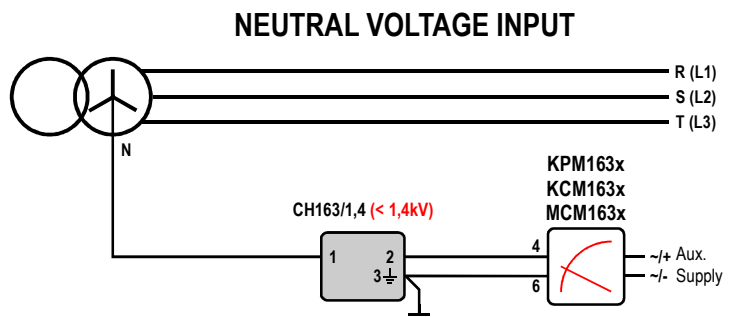 NEUTRAL VOLTAGE INPUT
R (L1)
S (L2)
T (L3)
N
KPM163x
KCM163x
MCM163x
CH163/1,4 (< 1,4kV)
1 2
3
4
6
~/+ Aux.
~/- Supply